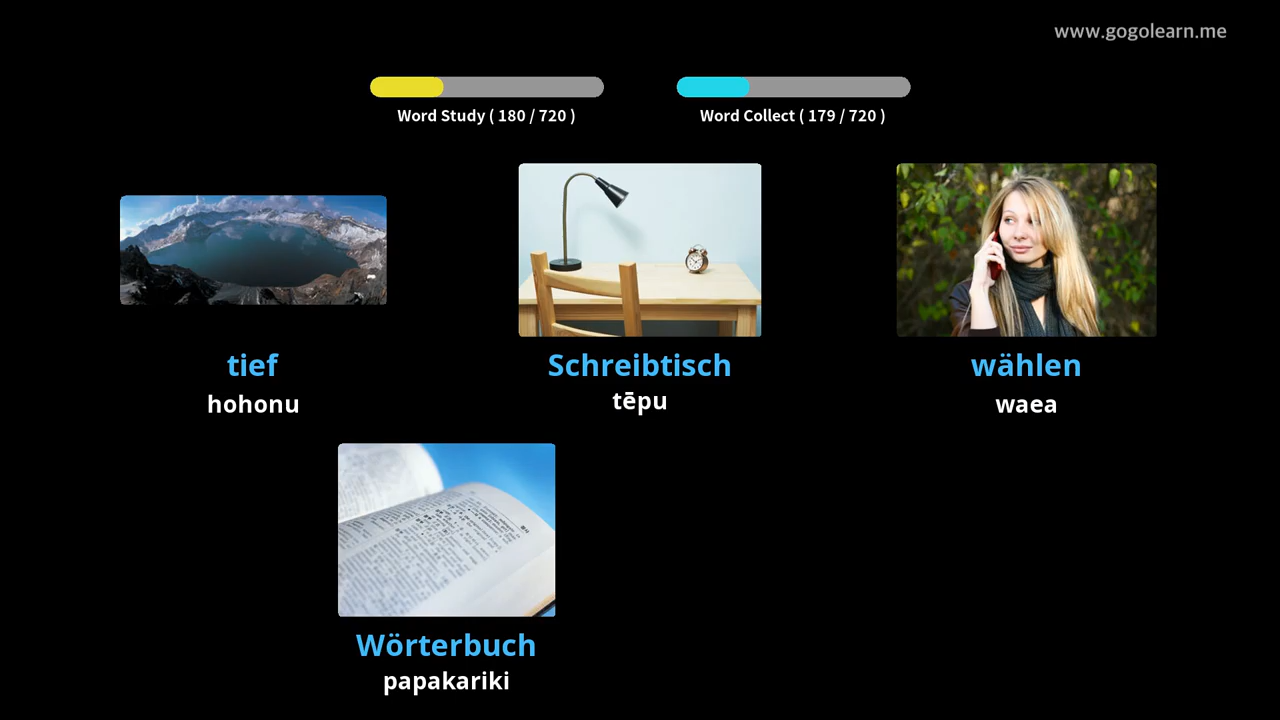 www.gogolearn.me
Word Study ( 180 / 720 )
Word Collect ( 179 / 720 )
tief
hohonu
Schreibtisch
tēpu
wählen
waea
Wörterbuch
papakariki